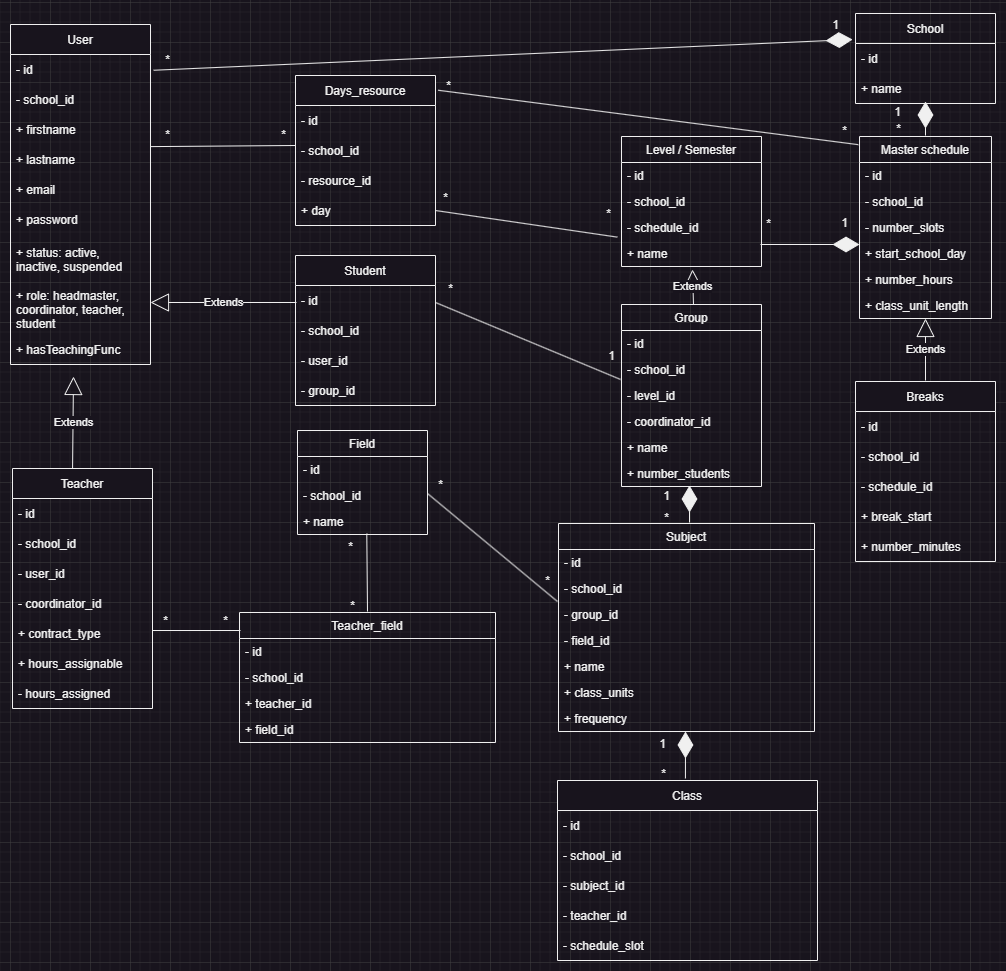 User
- id
- school_id
+ firstname
+ lastname
+ email
+ password
+ status: active,
inactive, suspended
+ role: headmaster,
coordinator, teacher,
student
+ hasTeachingFunc
*
1
School
- id
+ name
1
*
*
*
Days_resource
- id
- school_id
- resource_id
+ day
*
*
*
*
Level / Semester
- id
- school_id
- schedule_id
+ name
*
1
Master schedule
- id
- school_id
- number_slots
+ start_school_day
+ number_hours
+ class_unit_length
Extends
Student
- id
- school_id
- user_id
- group_id
*
1
Extends
Group
- id
- school_id
- level_id
- coordinator_id
+ name
+ number_students
Extends
Breaks
- id
- school_id
- schedule_id
+ break_start
+ number_minutes
Extends
Teacher
- id
- school_id
- user_id
- coordinator_id
+ contract_type
+ hours_assignable
- hours_assigned
*
*
Field
- id
- school_id
+ name
*
*
*
*
Teacher_field
- id
- school_id
+ teacher_id
+ field_id
1
*
Subject
- id
- school_id
- group_id
- field_id
+ name
+ class_units
+ frequency
1
*
Class
- id
- school_id
- subject_id
- teacher_id
- schedule_slot